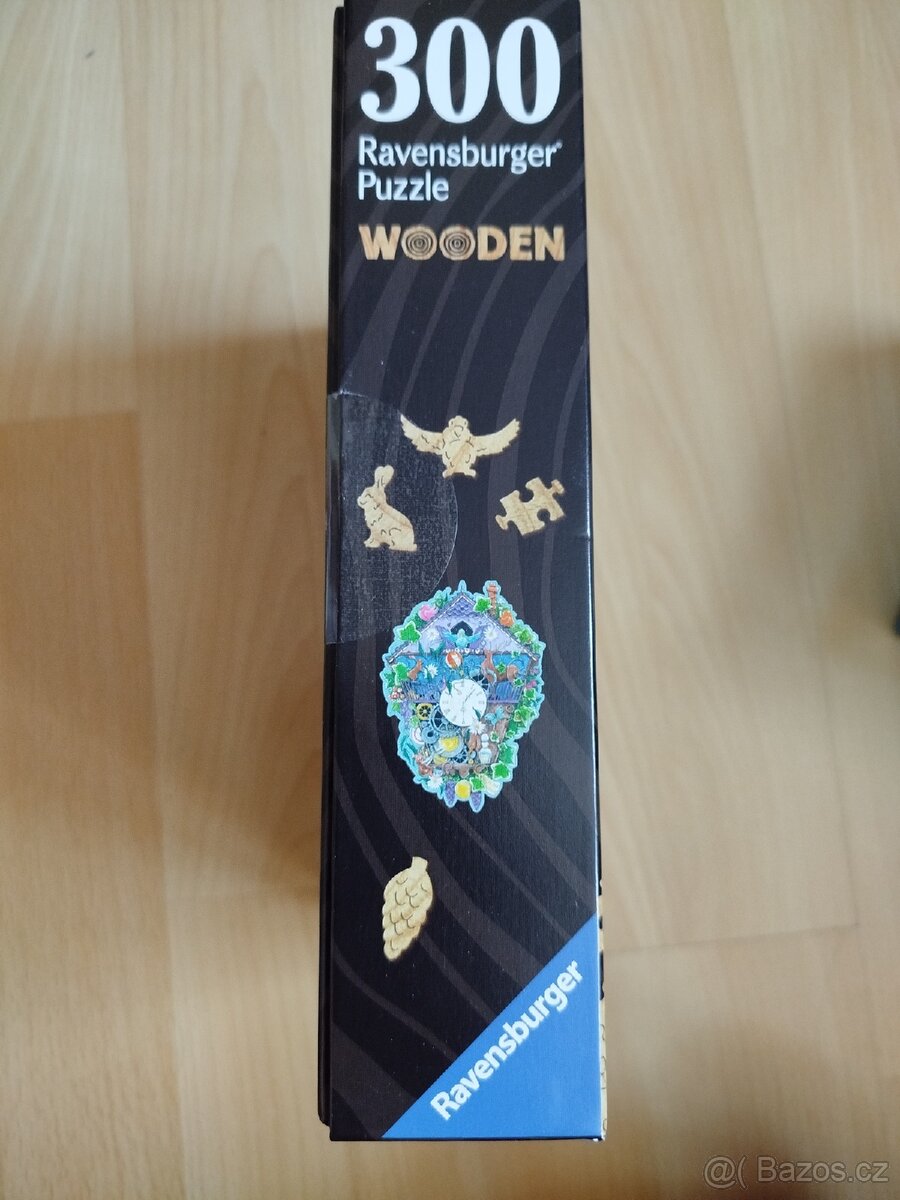 300
Ravensburger®
Puzzle
WOODEN
Ravensburger
@( Bazos.cz